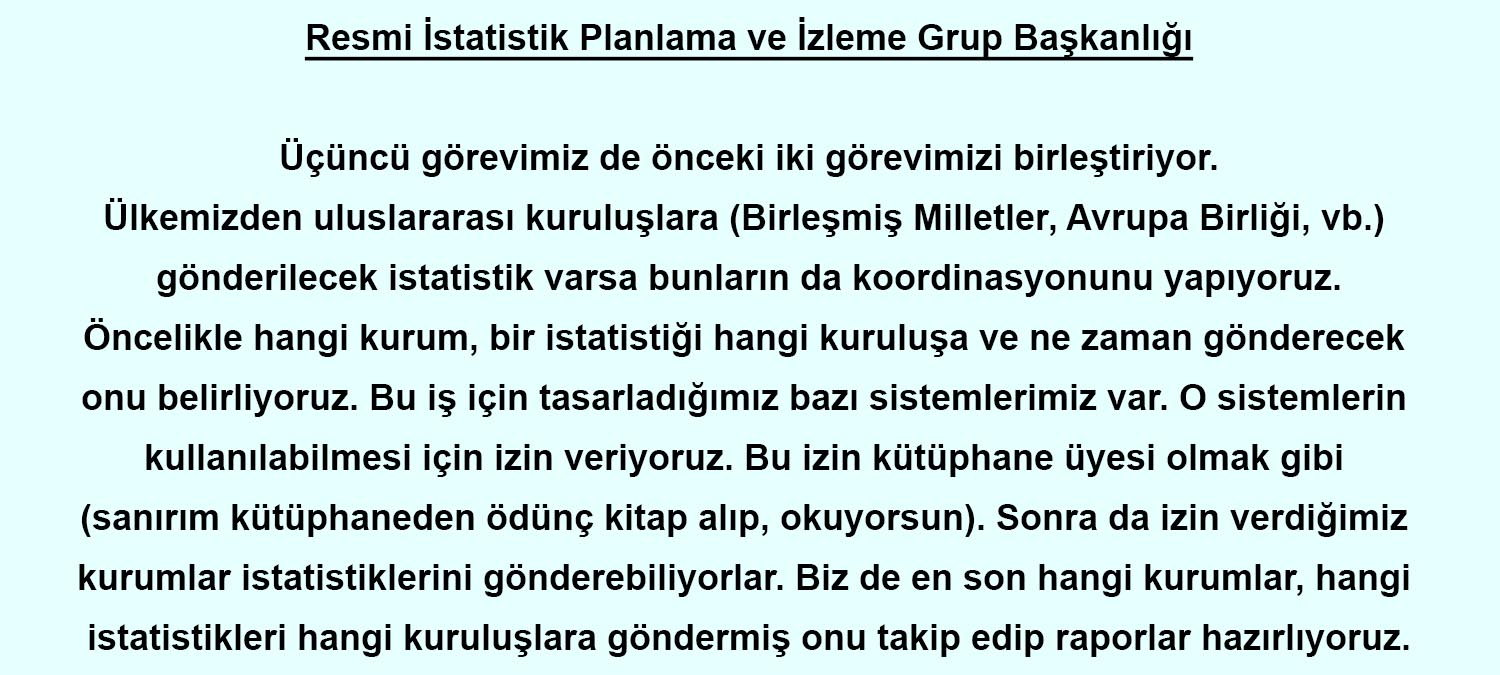 Resmi İstatistik Planlama ve İzleme Grup Başkanlığı
Üçüncü görevimiz de önceki iki görevimizi birleştiriyor.
Ülkemizden uluslararası kuruluşlara (Birleşmiş Milletler, Avrupa Birliği, vb.)
gönderilecek istatistik varsa bunların da koordinasyonunu yapıyoruz.
Öncelikle hangi kurum, bir istatistiği hangi kuruluşa ve ne zaman gönderecek
onu belirliyoruz. Bu iş için tasarladığımız bazı sistemlerimiz var. O sistemlerin
kullanılabilmesi için izin veriyoruz. Bu izin kütüphane üyesi olmak gibi
(sanırım kütüphaneden ödünç kitap alıp, okuyorsun). Sonra da izin verdiğimiz
kurumlar istatistiklerini gönderebiliyorlar. Biz de en son hangi kurumlar, hangi
istatistikleri hangi kuruluşlara göndermiş onu takip edip raporlar hazırlıyoruz.